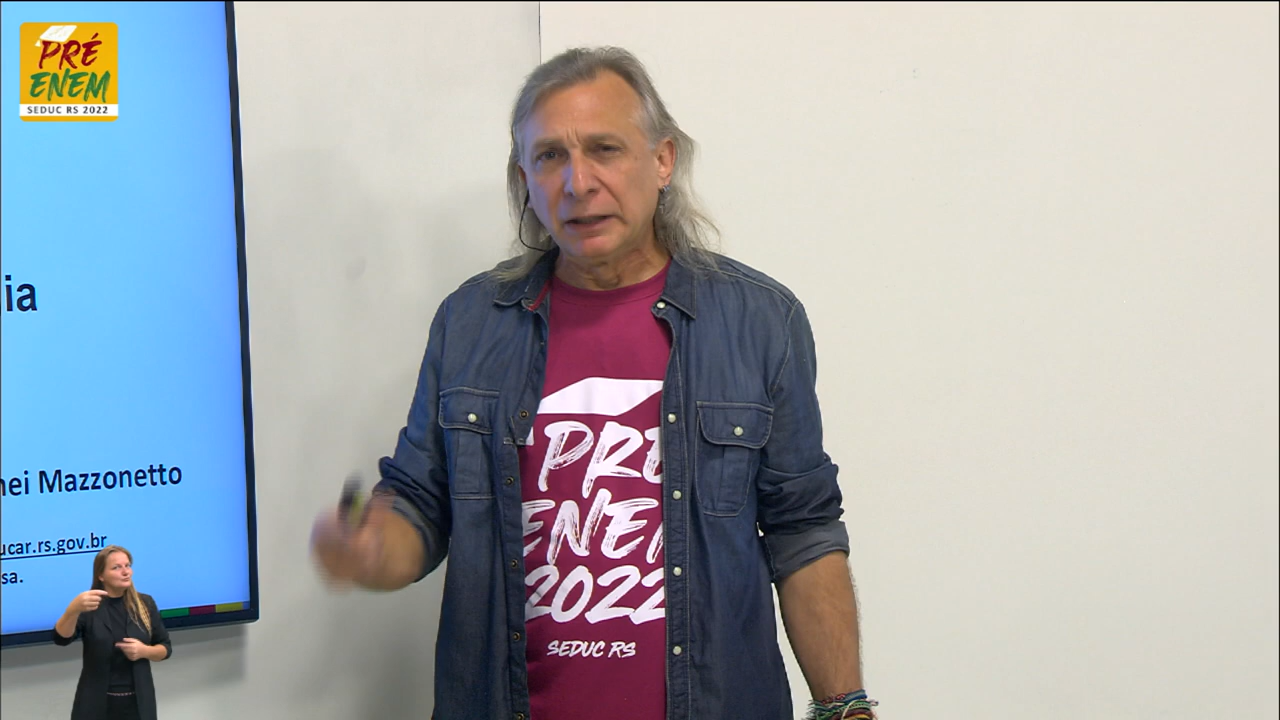 PRÉ
ENEM
SEDUC RS 2022
ia
nei Mazzonetto
ucar.rs.gov.br
sa.
PRÉ
ENEM
2022
SEDUC RS